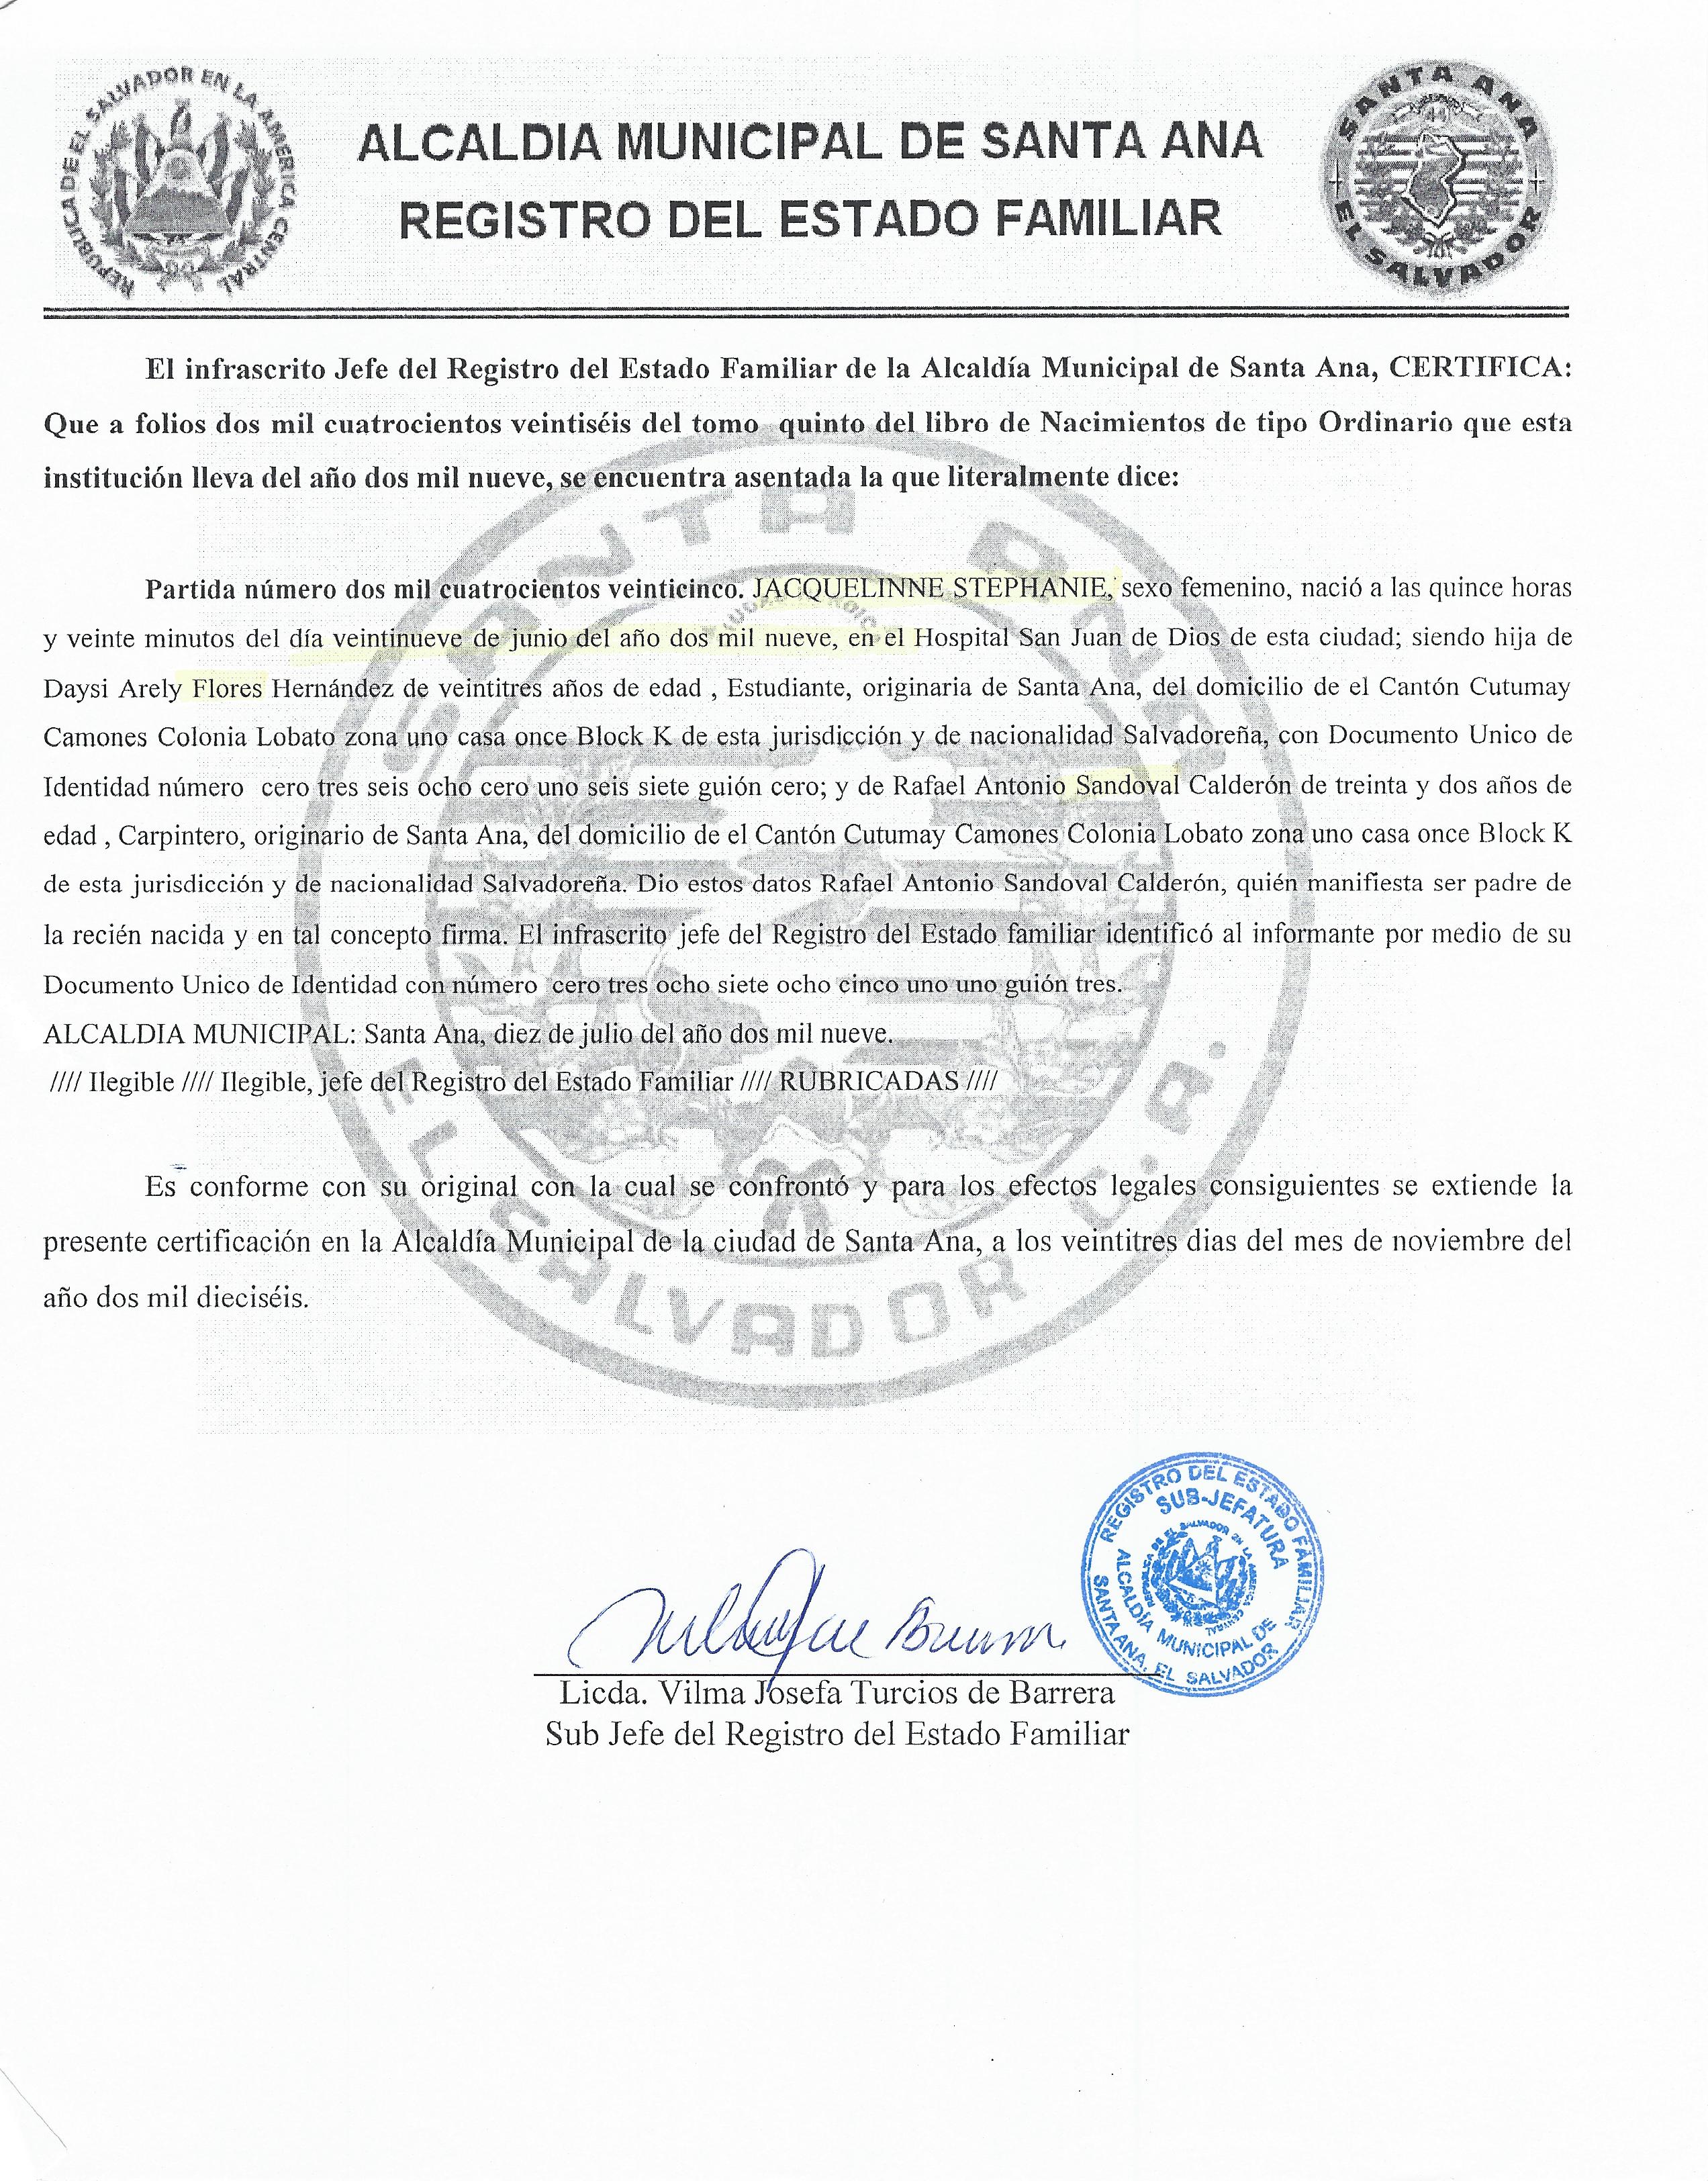 REPUBLICA DE EL SALVADOR EN LA AMERICA CENTRAL
ALCALDIA MUNICIPAL DE SANTA ANA
REGISTRO DEL ESTADO FAMILIAR
SANTA ANA
EL SALVADOR
El infrascrito Jefe del Registro del Estado Familiar de la Alcaldía Municipal de Santa Ana, CERTIFICA:
Que a folios dos mil cuatrocientos veintiséis del tomo quinto del libro de Nacimientos de tipo Ordinario que esta
institución lleva del año dos mil nueve, se encuentra asentada la que literalmente dice:
Partida número dos mil cuatrocientos veinticinco. JACQUELINNE STEPHANIE, sexo femenino, nació a las quince horas
y veinte minutos del día veintinueve de junio del año dos mil nueve, en el Hospital San Juan de Dios de esta ciudad; siendo hija de
Daysi Arely Flores Hernández de veintitres años de edad , Estudiante, originaria de Santa Ana, del domicilio de el Cantón Cutumay
Camones Colonia Lobato zona uno casa once Block K de esta jurisdicción y de nacionalidad Salvadoreña, con Documento Unico de
Identidad número cero tres seis ocho cero uno seis siete guión cero; y de Rafael Antonio Sandoval Calderón de treinta y dos años de
edad , Carpintero, originario de Santa Ana, del domicilio de el Cantón Cutumay Camones Colonia Lobato zona uno casa once Block K
de esta jurisdicción y de nacionalidad Salvadoreña. Dio estos datos Rafael Antonio Sandoval Calderón, quién manifiesta ser padre de
la recién nacida y en tal concepto firma. El infrascrito jefe del Registro del Estado familiar identificó al informante por medio de su
Documento Unico de Identidad con número cero tres ocho siete ocho cinco uno uno guión tres.
ALCALDIA MUNICIPAL: Santa Ana, diez de julio del año dos mil nueve.
//// Ilegible //// Ilegible, jefe del Registro del Estado Familiar //// RUBRICADAS ////
Es conforme con su original con la cual se confrontó y para los efectos legales consiguientes se extiende la
presente certificación en la Alcaldía Municipal de la ciudad de Santa Ana, a los veintitres dias del mes de noviembre del
año dos mil dieciséis.
SANTA ANA
EL SALVADOR C.A.
REGISTRO DEL ESTADO FAMILIAR
SUB-JEFATURA
ALCALDÍA MUNICIPAL DE
SANTA ANA, EL SALVADOR
Licda. Vilma Josefa Turcios de Barrera
Sub Jefe del Registro del Estado Familiar